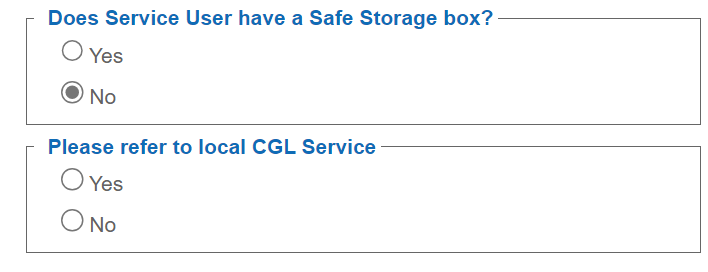 Does Service User have a Safe Storage box?
Yes
No
Please refer to local CGL Service
Yes
No